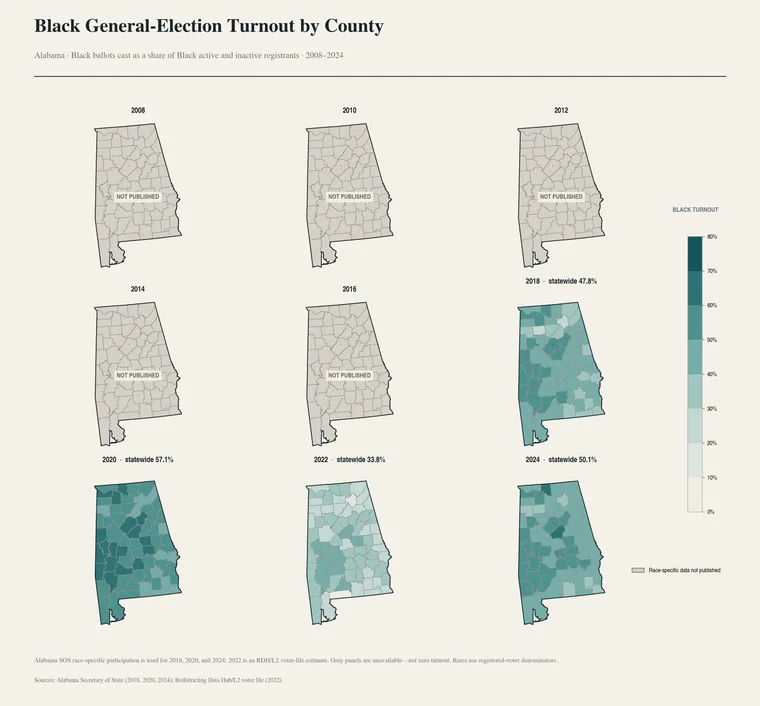 Black General-Election Turnout by County
Alabama · Black ballots cast as a share of Black active and inactive registrants · 2008–2024
2008
2010
2012
NOT PUBLISHED
NOT PUBLISHED
NOT PUBLISHED
BLACK TURNOUT
80%
70%
60%
50%
40%
30%
20%
10%
0%
2014
2016
2018 · statewide 47.8%
NOT PUBLISHED
NOT PUBLISHED
2020 · statewide 57.1%
2022 · statewide 33.8%
2024 · statewide 50.1%
Race-specific data not published
Alabama SOS race-specific participation is used for 2018, 2020, and 2024; 2022 is an RDH/L2 voter-file estimate. Gray panels are unavailable—not zero turnout. Rates use registered-voter denominators.
Sources: Alabama Secretary of State (2018, 2020, 2024); Redistricting Data Hub/L2 voter file (2022).